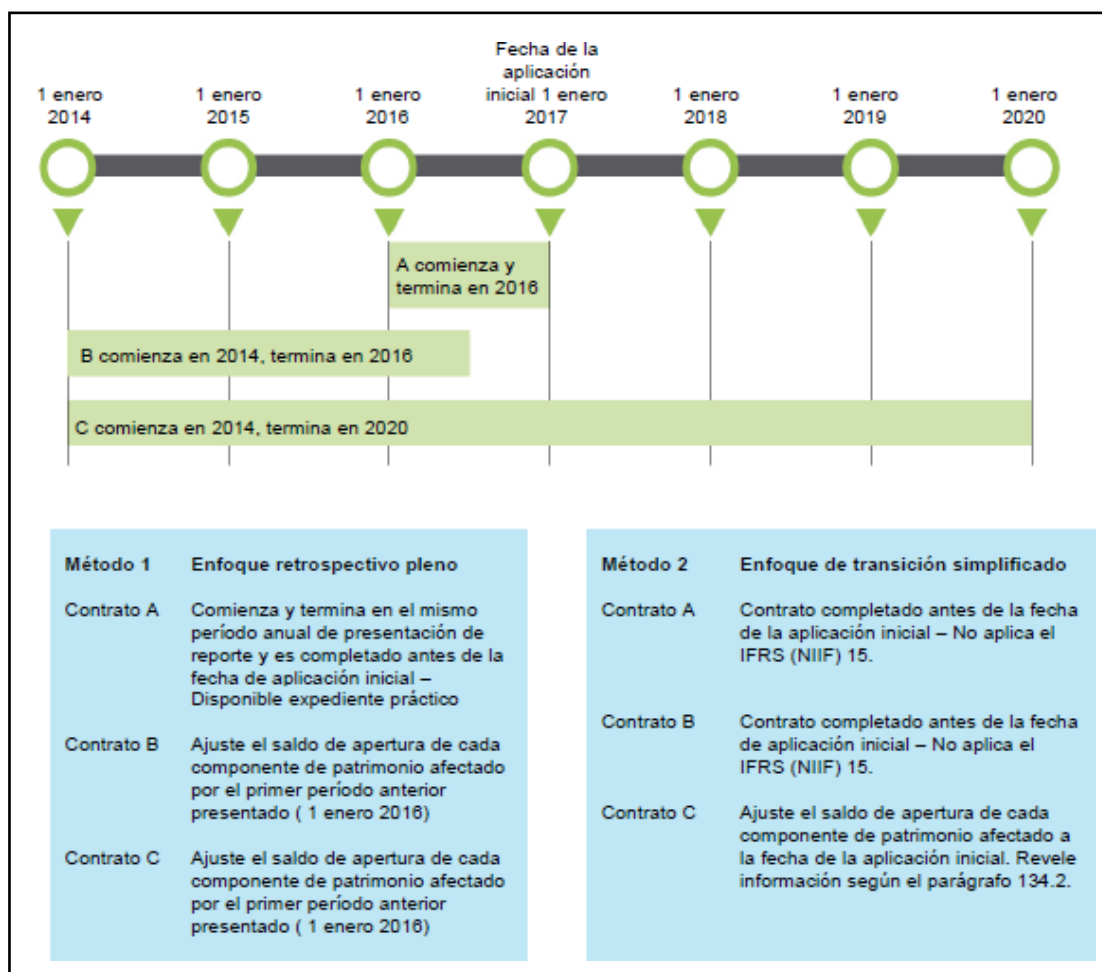 Fecha de la
aplicación
inicial 1 enero
2017
1 enero
2014
1 enero
2015
1 enero
2016
1 enero
2018
1 enero
2019
1 enero
2020
A comienza y
termina en 2016
B comienza en 2014, termina en 2016
C comienza en 2014, termina en 2020
Método 1 Enfoque retrospectivo pleno
Contrato A Comienza y termina en el mismo
período anual de presentación de
reporte y es completado antes de la
fecha de aplicación inicial –
Disponible expediente práctico
Contrato B Ajuste el saldo de apertura de cada
componente de patrimonio afectado
por el primer período anterior
presentado ( 1 enero 2016)
Contrato C Ajuste el saldo de apertura de cada
componente de patrimonio afectado
por el primer período anterior
presentado ( 1 enero 2016)
Método 2 Enfoque de transición simplificado
Contrato A Contrato completado antes de la fecha
de la aplicación inicial – No aplica el
IFRS (NIIF) 15.
Contrato B Contrato completado antes de la fecha
de aplicación inicial – No aplica el
IFRS (NIIF) 15.
Contrato C Ajuste el saldo de apertura de cada
componente de patrimonio afectado a
la fecha de la aplicación inicial. Revele
información según el parágrafo 134.2.